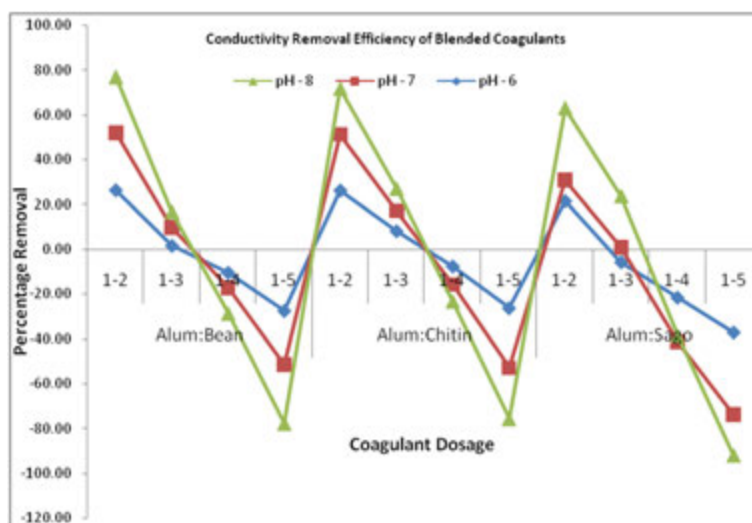 Conductivity Removal Efficiency of Blended Coagulants
pH - 8 pH - 7 pH - 6
100.00
80.00
60.00
40.00
20.00
0.00
-20.00
-40.00
-60.00
-80.00
-100.00
-120.00
Percentage Removal
1-2 1-3 1-4 1-5 1-2 1-3 1-4 1-5 1-2 1-3 1-4 1-5
Alum:Bean Alum:Chitin Alum:Sago
Coagulant Dosage